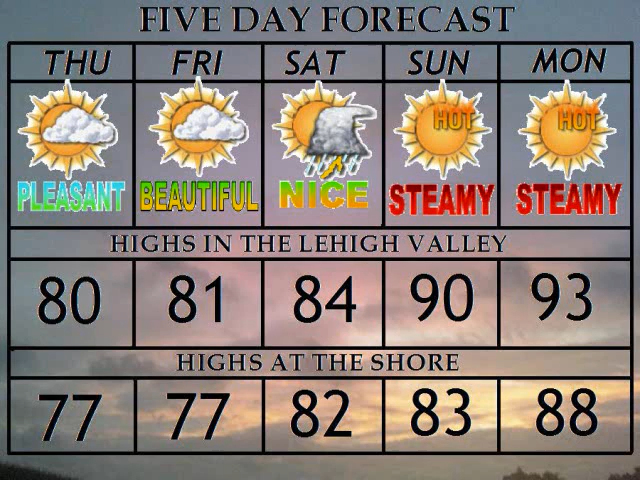 FIVE DAY FORECAST
THU FRI SAT SUN MON
HOT HOT
PLEASANT BEAUTIFUL NICE STEAMY STEAMY
HIGHS IN THE LEHIGH VALLEY
80 81 84 90 93
HIGHS AT THE SHORE
77 77 82 83 88